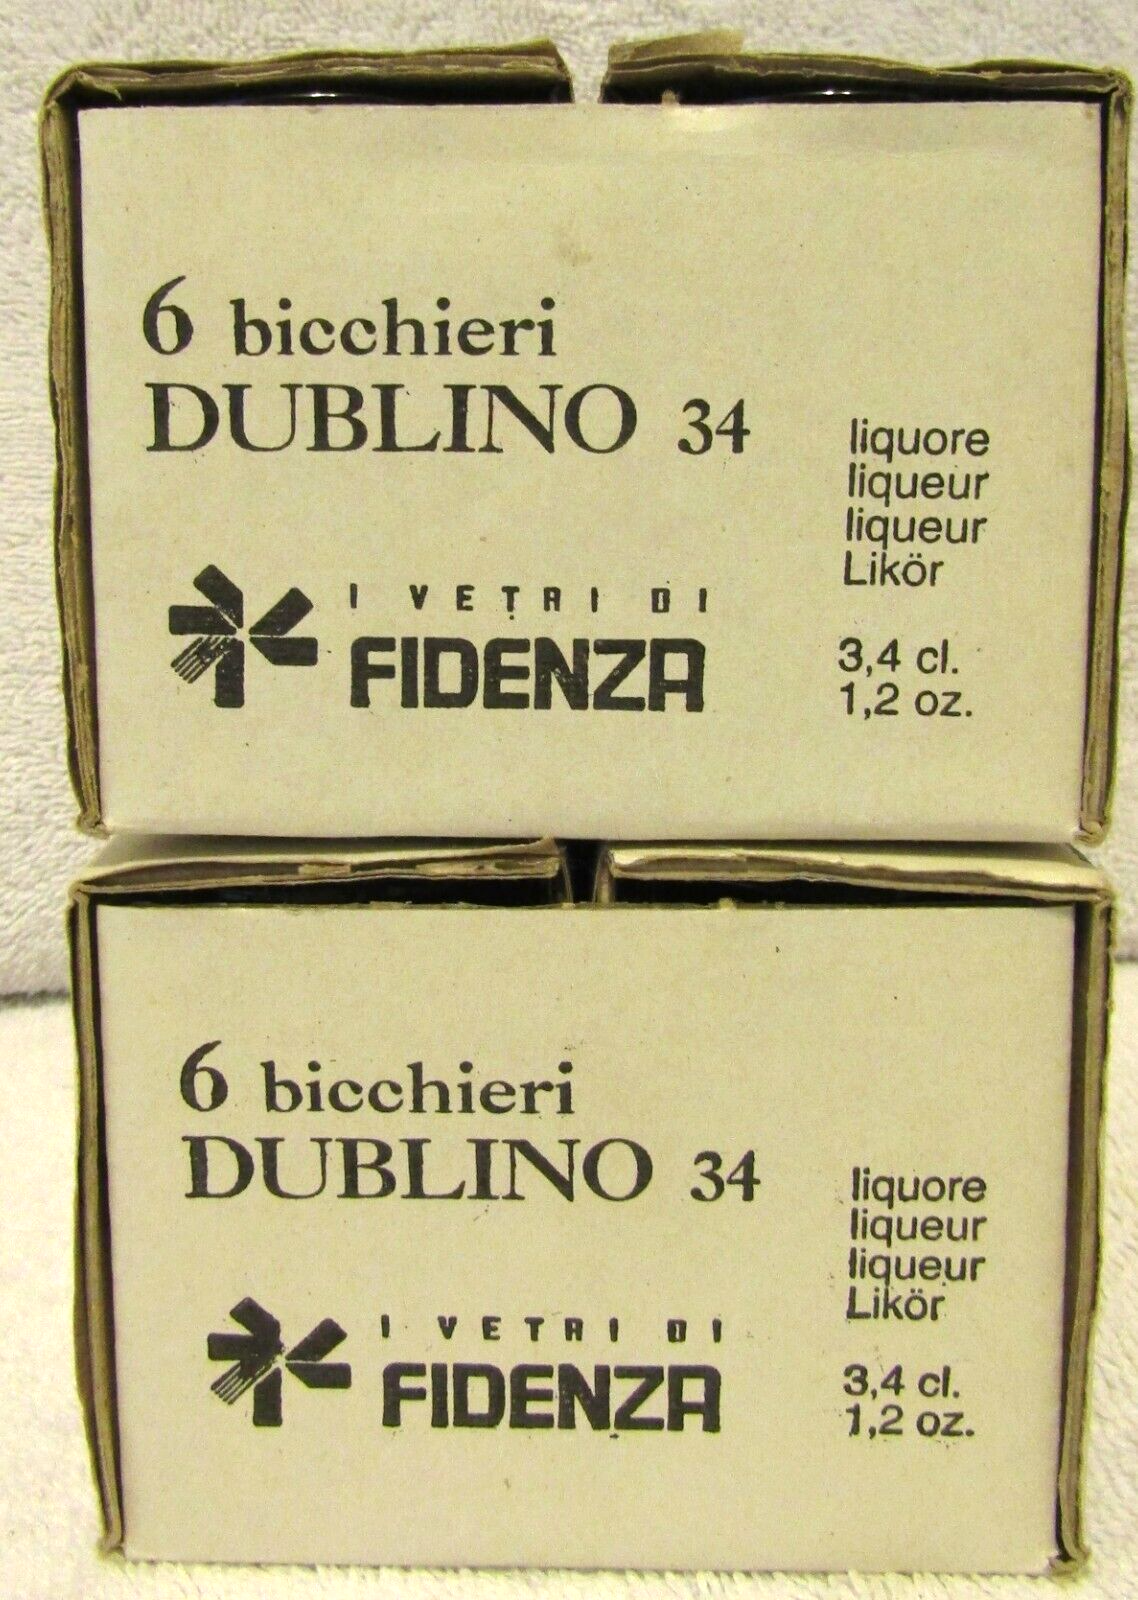 6 bicchieri
DUBLINO 34
liquore
liqueur
liqueur
Likör
I VETRI DI
FIDENZA
3,4 cl.
1,2 oz.
6 bicchieri
DUBLINO 34
liquore
liqueur
liqueur
Likör
I VETRI DI
FIDENZA
3,4 cl.
1,2 oz.